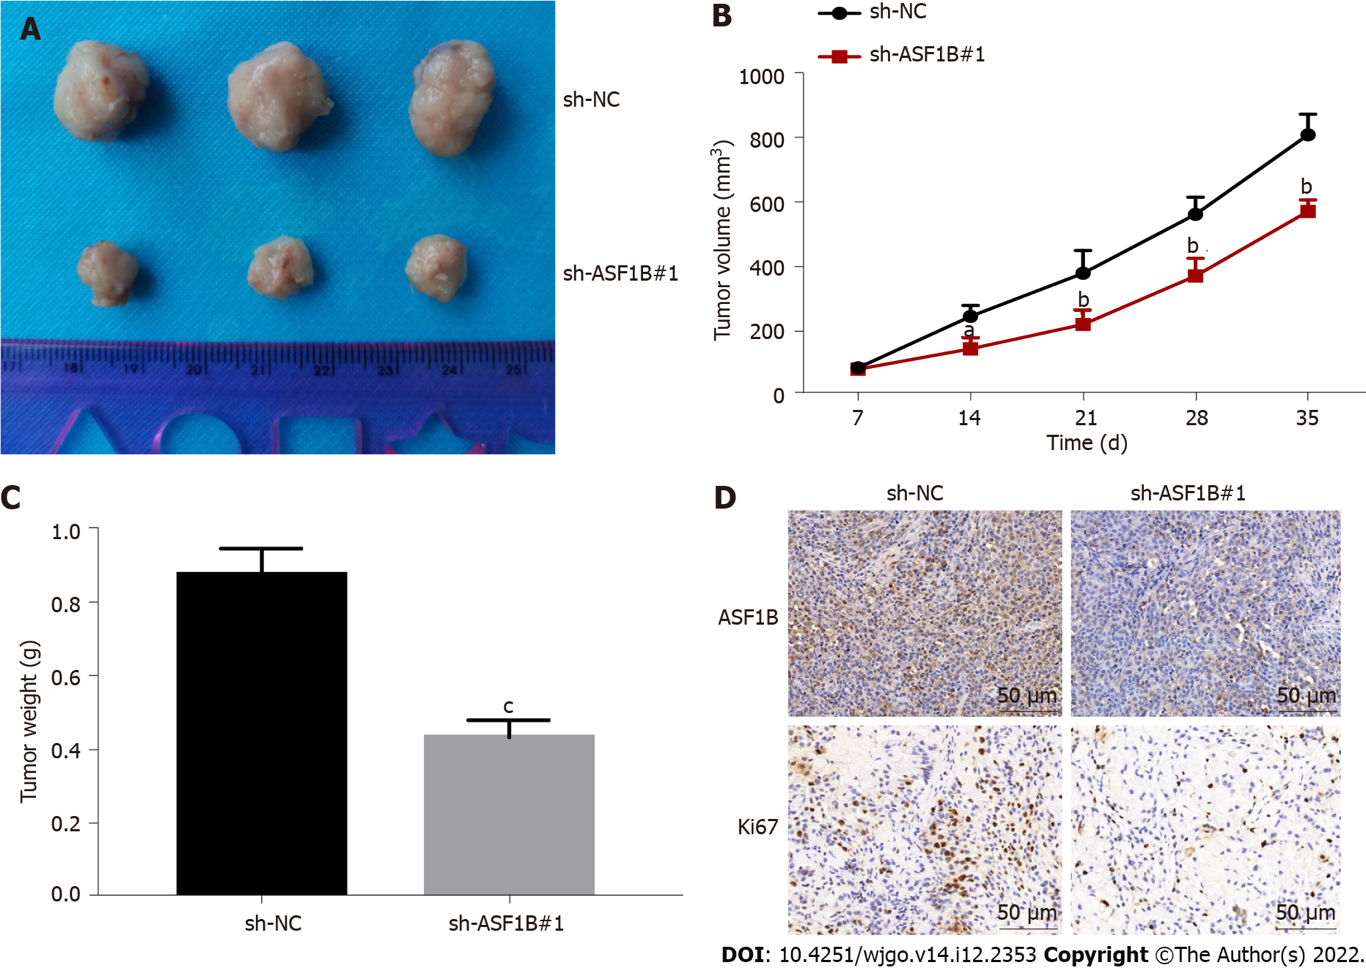 A
sh-NC
sh-ASF1B#1
17 18 19 20 21 22 23 24 25
B
sh-NC
sh-ASF1B#1
Tumor volume (mm³)
1000
800
600
400
200
0
a
b
b
b
7 14 21 28 35
Time (d)
C
Tumor weight (g)
1.0
0.8
0.6
0.4
0.2
0.0
c
sh-NC sh-ASF1B#1
D
sh-NC sh-ASF1B#1
ASF1B
50 µm 50 µm
Ki67
50 µm 50 µm
DOI: 10.4251/wjgo.v14.i12.2353 Copyright ©The Author(s) 2022.